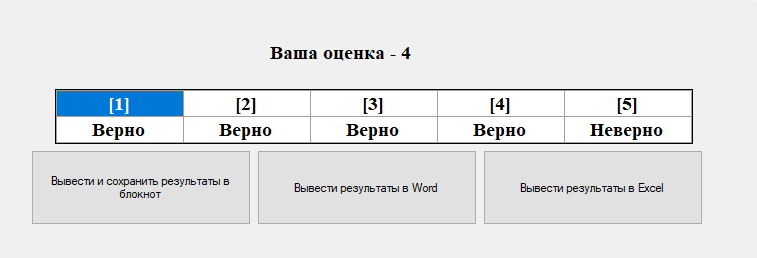 Ваша оценка - 4
[1] [2] [3] [4] [5]
Верно Верно Верно Верно Неверно
Вывести и сохранить результаты в
блокнот
Вывести результаты в Word
Вывести результаты в Excel